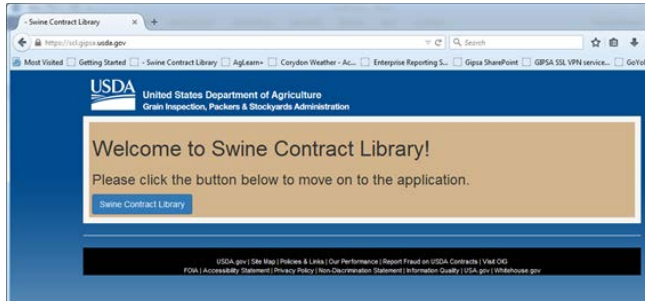 - Swine Contract Library
https://scl.gipsa.usda.gov
Search
Most Visited Getting Started - Swine Contract Library AgLearn+ Corydon Weather - Ac... Enterprise Reporting S... Gipsa SharePoint GIPSA SSL VPN service... GoYo
USDA
United States Department of Agriculture
Grain Inspection, Packers & Stockyards Administration
Welcome to Swine Contract Library!
Please click the button below to move on to the application.
Swine Contract Library
USDA.gov | Site Map | Policies & Links | Our Performance | Report Fraud on USDA Contracts | Visit OIG
FOIA | Accessibility Statement | Privacy Policy | Non-Discrimination Statement | Information Quality | USA.gov | Whitehouse.gov